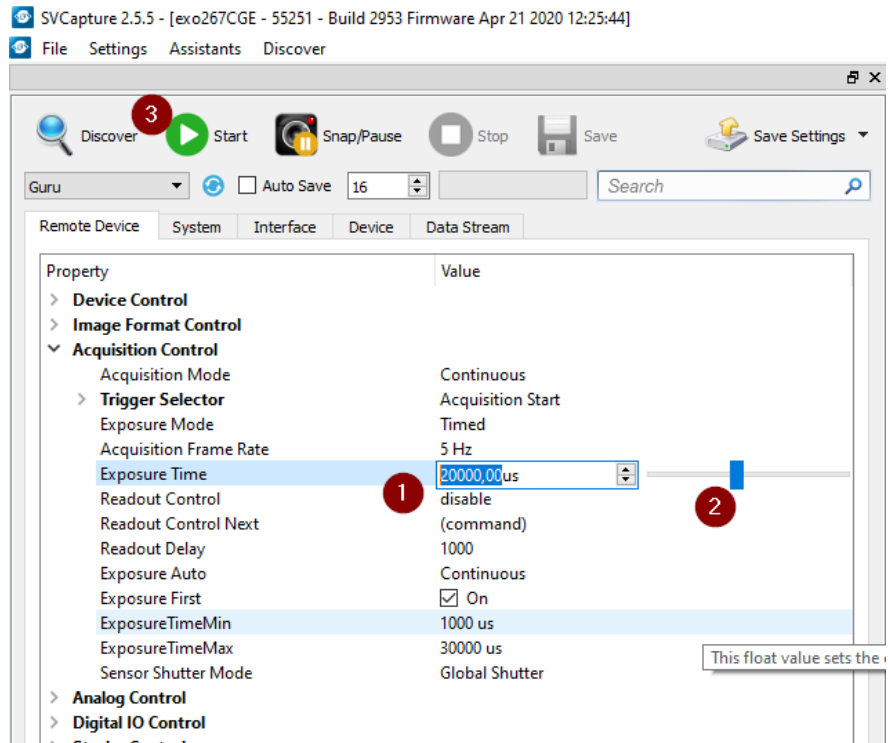 SVCapture 2.5.5 - [exo267CGE - 55251 - Build 2953 Firmware Apr 21 2020 12:25:44]
File Settings Assistants Discover
3
Discover Start Snap/Pause Stop Save Save Settings
Guru Auto Save 16 Search
Remote Device System Interface Device Data Stream
Property Value
Device Control
Image Format Control
Acquisition Control
Acquisition Mode Continuous
Trigger Selector Acquisition Start
Exposure Mode Timed
Acquisition Frame Rate 5 Hz
Exposure Time 20000,00us
1
2
Readout Control disable
Readout Control Next (command)
Readout Delay 1000
Exposure Auto Continuous
Exposure First On
ExposureTimeMin 1000 us
ExposureTimeMax 30000 us
This float value sets the
Sensor Shutter Mode Global Shutter
Analog Control
Digital IO Control